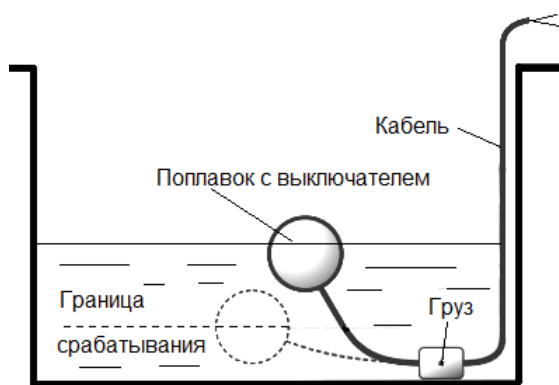 Кабель
Поплавок с выключателем
Граница
срабатывания
Груз